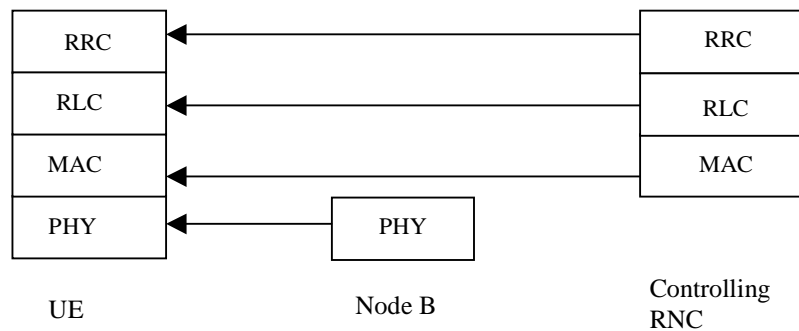 RRC
RRC
RLC
RLC
MAC
MAC
PHY
PHY
UE
Node B
Controlling
RNC